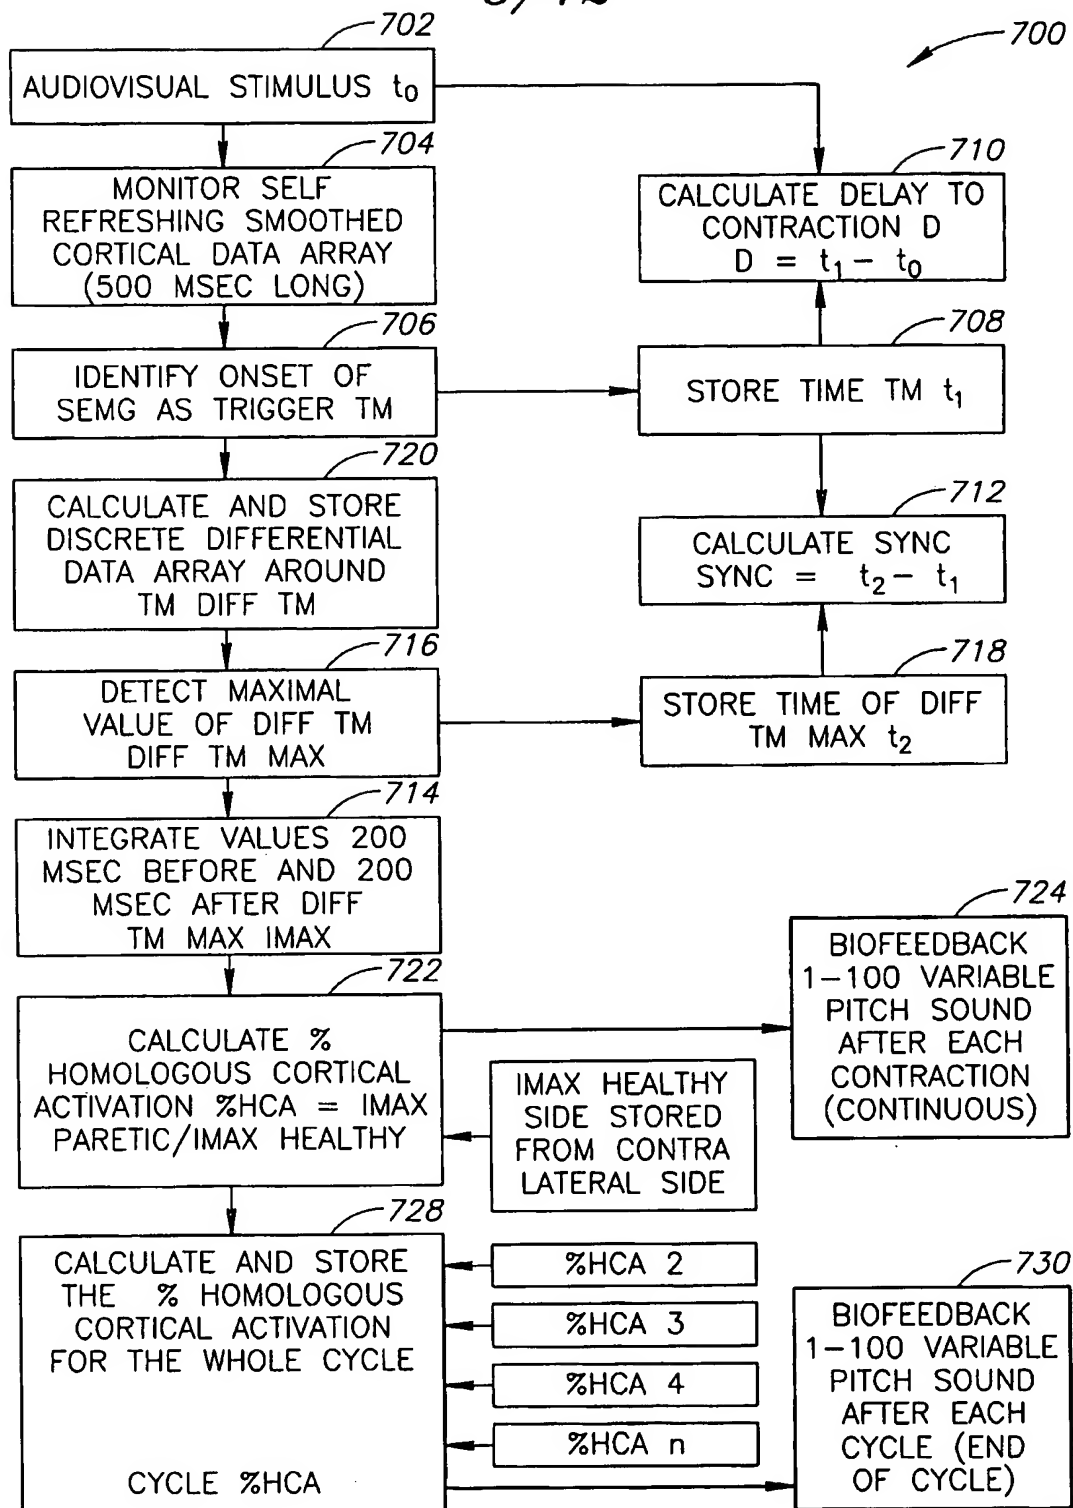 702
700
AUDIOVISUAL STIMULUS t0
704
MONITOR SELF
REFRESHING SMOOTHED
CORTICAL DATA ARRAY
(500 MSEC LONG)
710
CALCULATE DELAY TO
CONTRACTION D
D = t1 – t0
706
IDENTIFY ONSET OF
SEMG AS TRIGGER TM
708
STORE TIME TM t1
720
CALCULATE AND STORE
DISCRETE DIFFERENTIAL
DATA ARRAY AROUND
TM DIFF TM
712
CALCULATE SYNC
SYNC = t2 – t1
716
DETECT MAXIMAL
VALUE OF DIFF TM
DIFF TM MAX
718
STORE TIME OF DIFF
TM MAX t2
714
INTEGRATE VALUES 200
MSEC BEFORE AND 200
MSEC AFTER DIFF
TM MAX IMAX
722
CALCULATE %
HOMOLOGOUS CORTICAL
ACTIVATION %HCA = IMAX
PARETIC/IMAX HEALTHY
724
BIOFEEDBACK
1–100 VARIABLE
PITCH SOUND
AFTER EACH
CONTRACTION
(CONTINUOUS)
IMAX HEALTHY
SIDE STORED
FROM CONTRA
LATERAL SIDE
728
CALCULATE AND STORE
THE % HOMOLOGOUS
CORTICAL ACTIVATION
FOR THE WHOLE CYCLE
CYCLE %HCA
%HCA 2
%HCA 3
%HCA 4
%HCA n
730
BIOFEEDBACK
1–100 VARIABLE
PITCH SOUND
AFTER EACH
CYCLE (END
OF CYCLE)